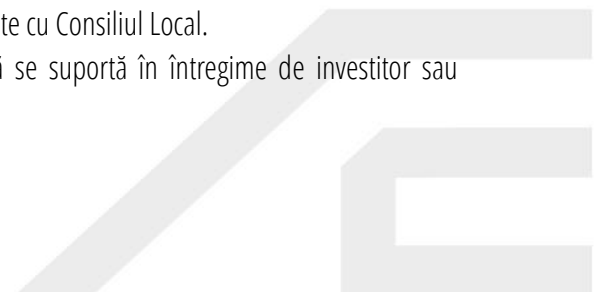 te cu Consiliul Local.
se suportă în întregime de investitor sau